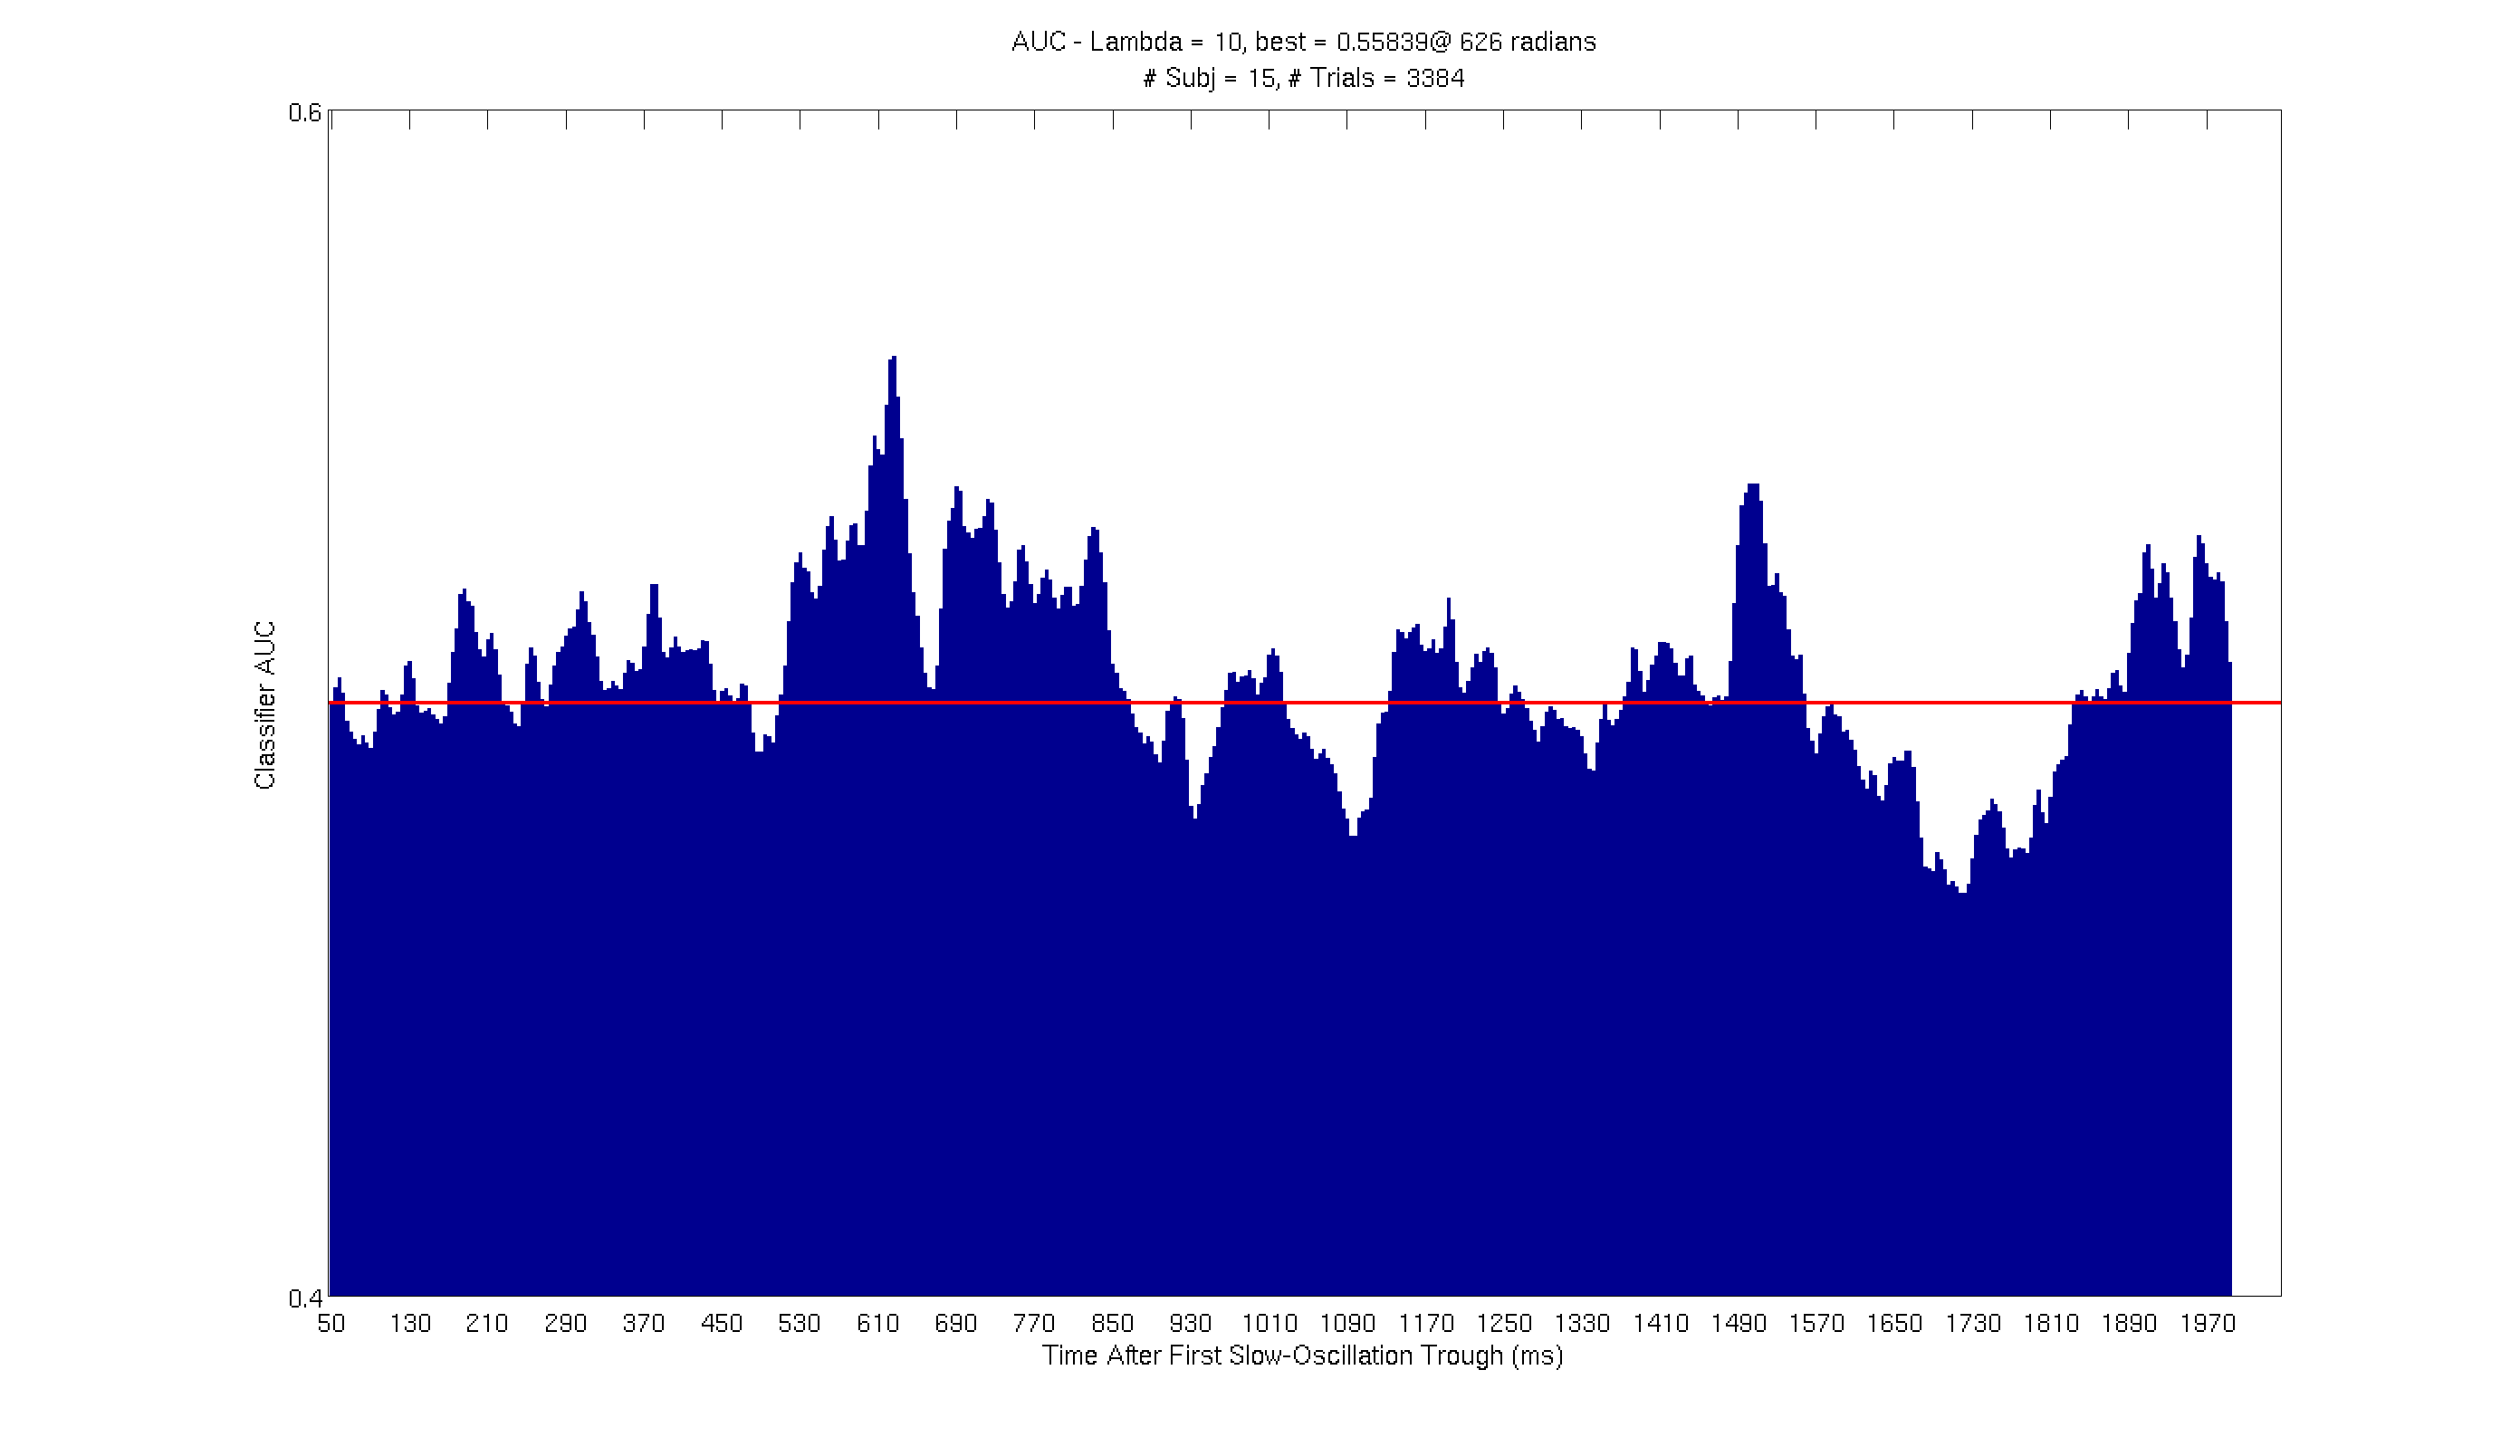 AUC - Lambda = 10, best = 0.55839@ 626 radians
# Subj = 15, # Trials = 3384
0.6
Classifier AUC
0.4
50 130 210 290 370 450 530 610 690 770 850 930 1010 1090 1170 1250 1330 1410 1490 1570 1650 1730 1810 1890 1970
Time After First Slow-Oscillation Trough (ms)